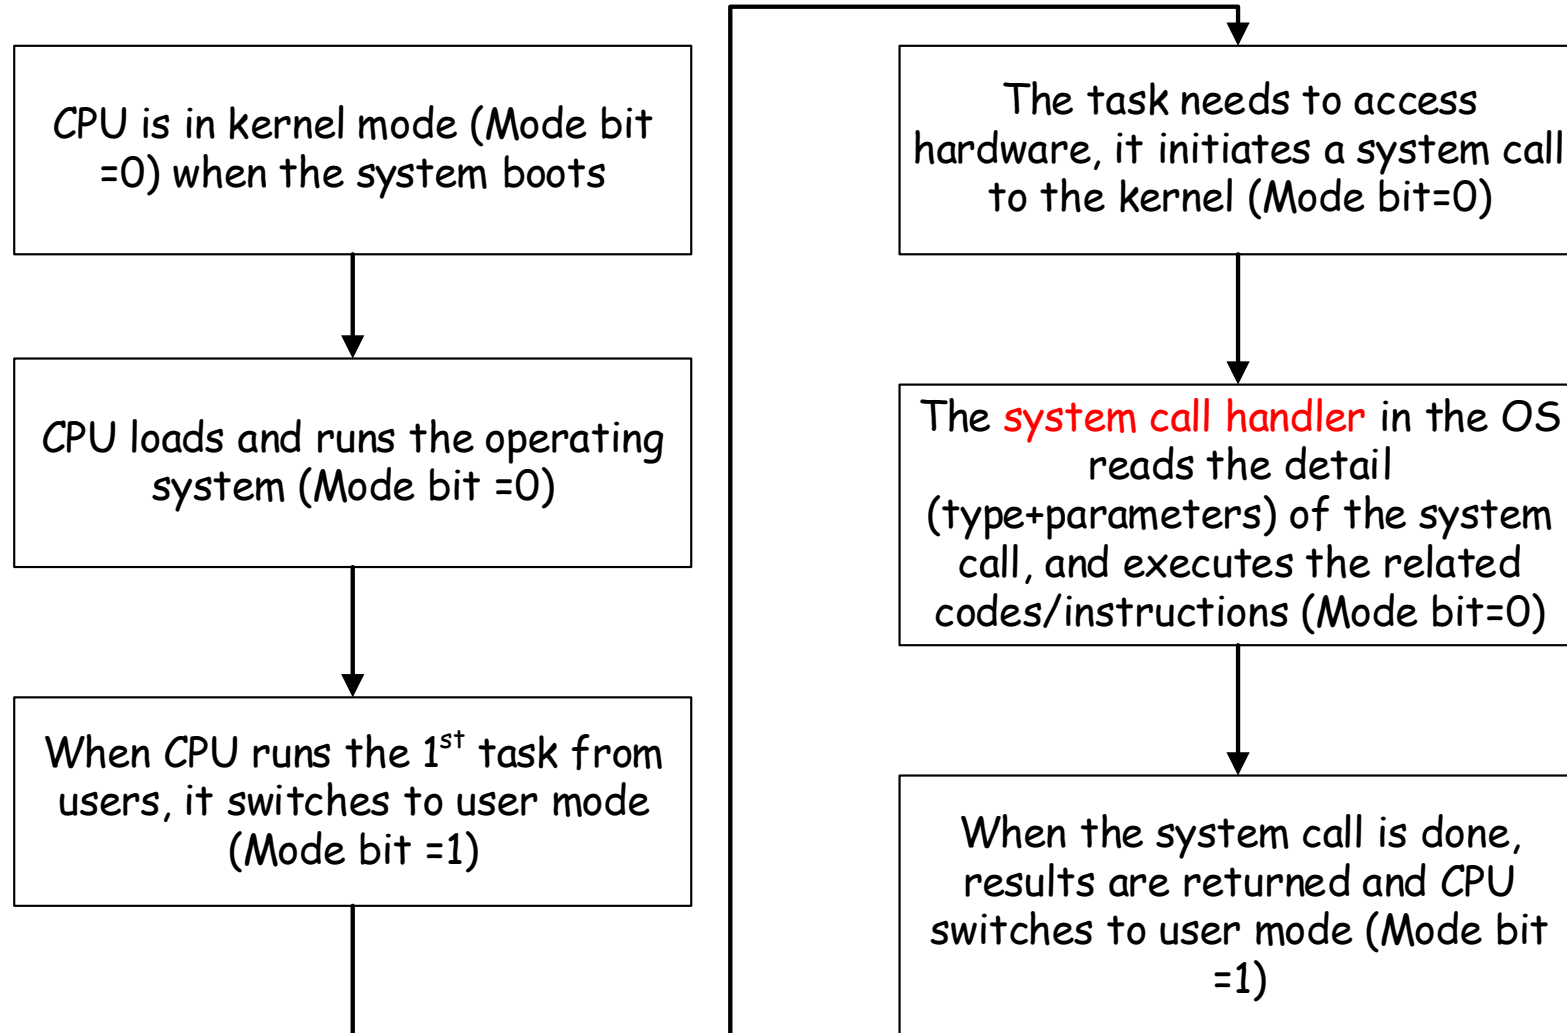 CPU is in kernel mode (Mode bit
=0) when the system boots
CPU loads and runs the operating
system (Mode bit =0)
When CPU runs the 1st task from
users, it switches to user mode
(Mode bit =1)
The task needs to access
hardware, it initiates a system call
to the kernel (Mode bit=0)
The system call handler in the OS
reads the detail
(type+parameters) of the system
call, and executes the related
codes/instructions (Mode bit=0)
When the system call is done,
results are returned and CPU
switches to user mode (Mode bit
=1)